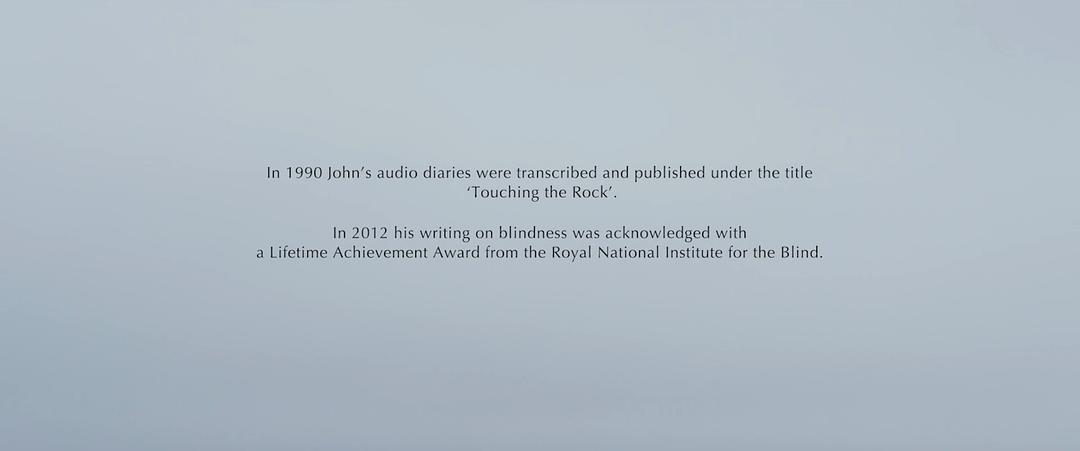 In 1990 John’s audio diaries were transcribed and published under the title
‘Touching the Rock’.
In 2012 his writing on blindness was acknowledged with
a Lifetime Achievement Award from the Royal National Institute for the Blind.